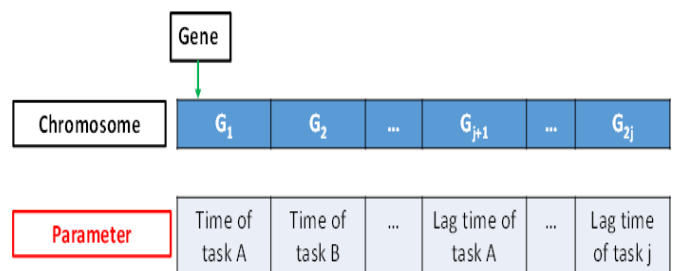 Gene
Chromosome G1 G2 ... Gj+1 ... G2j
Parameter
Time of task A
Time of task B
...
Lag time of task A
...
Lag time of task j